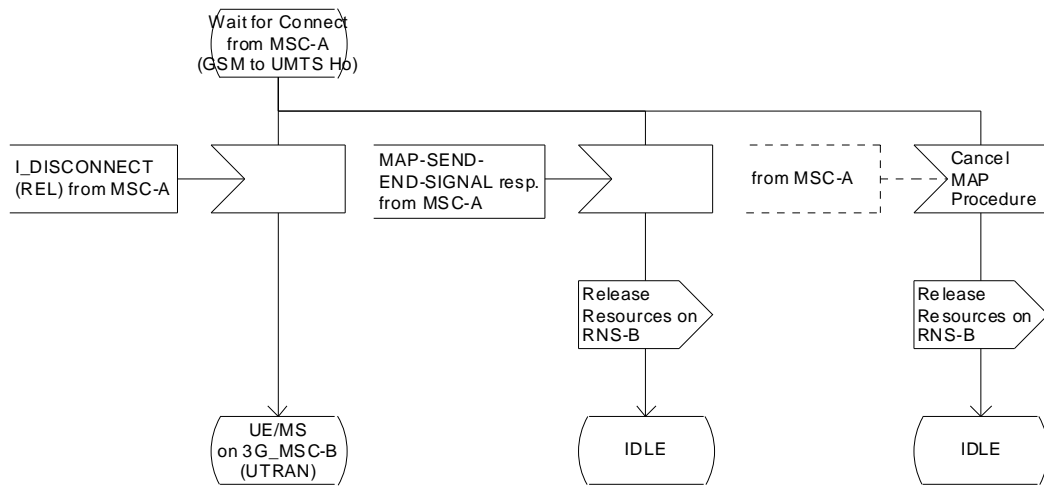 Wait for Connect
from MSC-A
(GSM to UMTS Ho)
I_DISCONNECT
(REL) from MSC-A
MAP-SEND-
END-SIGNAL resp.
from MSC-A
from MSC-A
Cancel
MAP
Procedure
Release
Resources on
RNS-B
Release
Resources on
RNS-B
UE/MS
on 3G_MSC-B
(UTRAN)
IDLE
IDLE